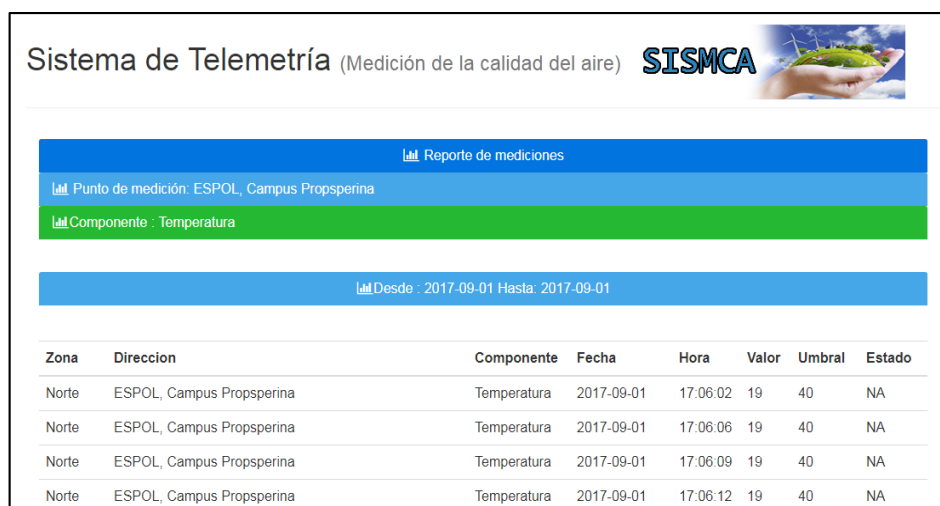 Sistema de Telemetría (Medición de la calidad del aire) SISMCA
Reporte de mediciones
Punto de medición: ESPOL, Campus Propsperina
Componente : Temperatura
Desde : 2017-09-01 Hasta: 2017-09-01
Zona Direccion Componente Fecha Hora Valor Umbral Estado
Norte ESPOL, Campus Propsperina Temperatura 2017-09-01 17:06:02 19 40 NA
Norte ESPOL, Campus Propsperina Temperatura 2017-09-01 17:06:06 19 40 NA
Norte ESPOL, Campus Propsperina Temperatura 2017-09-01 17:06:09 19 40 NA
Norte ESPOL, Campus Propsperina Temperatura 2017-09-01 17:06:12 19 40 NA